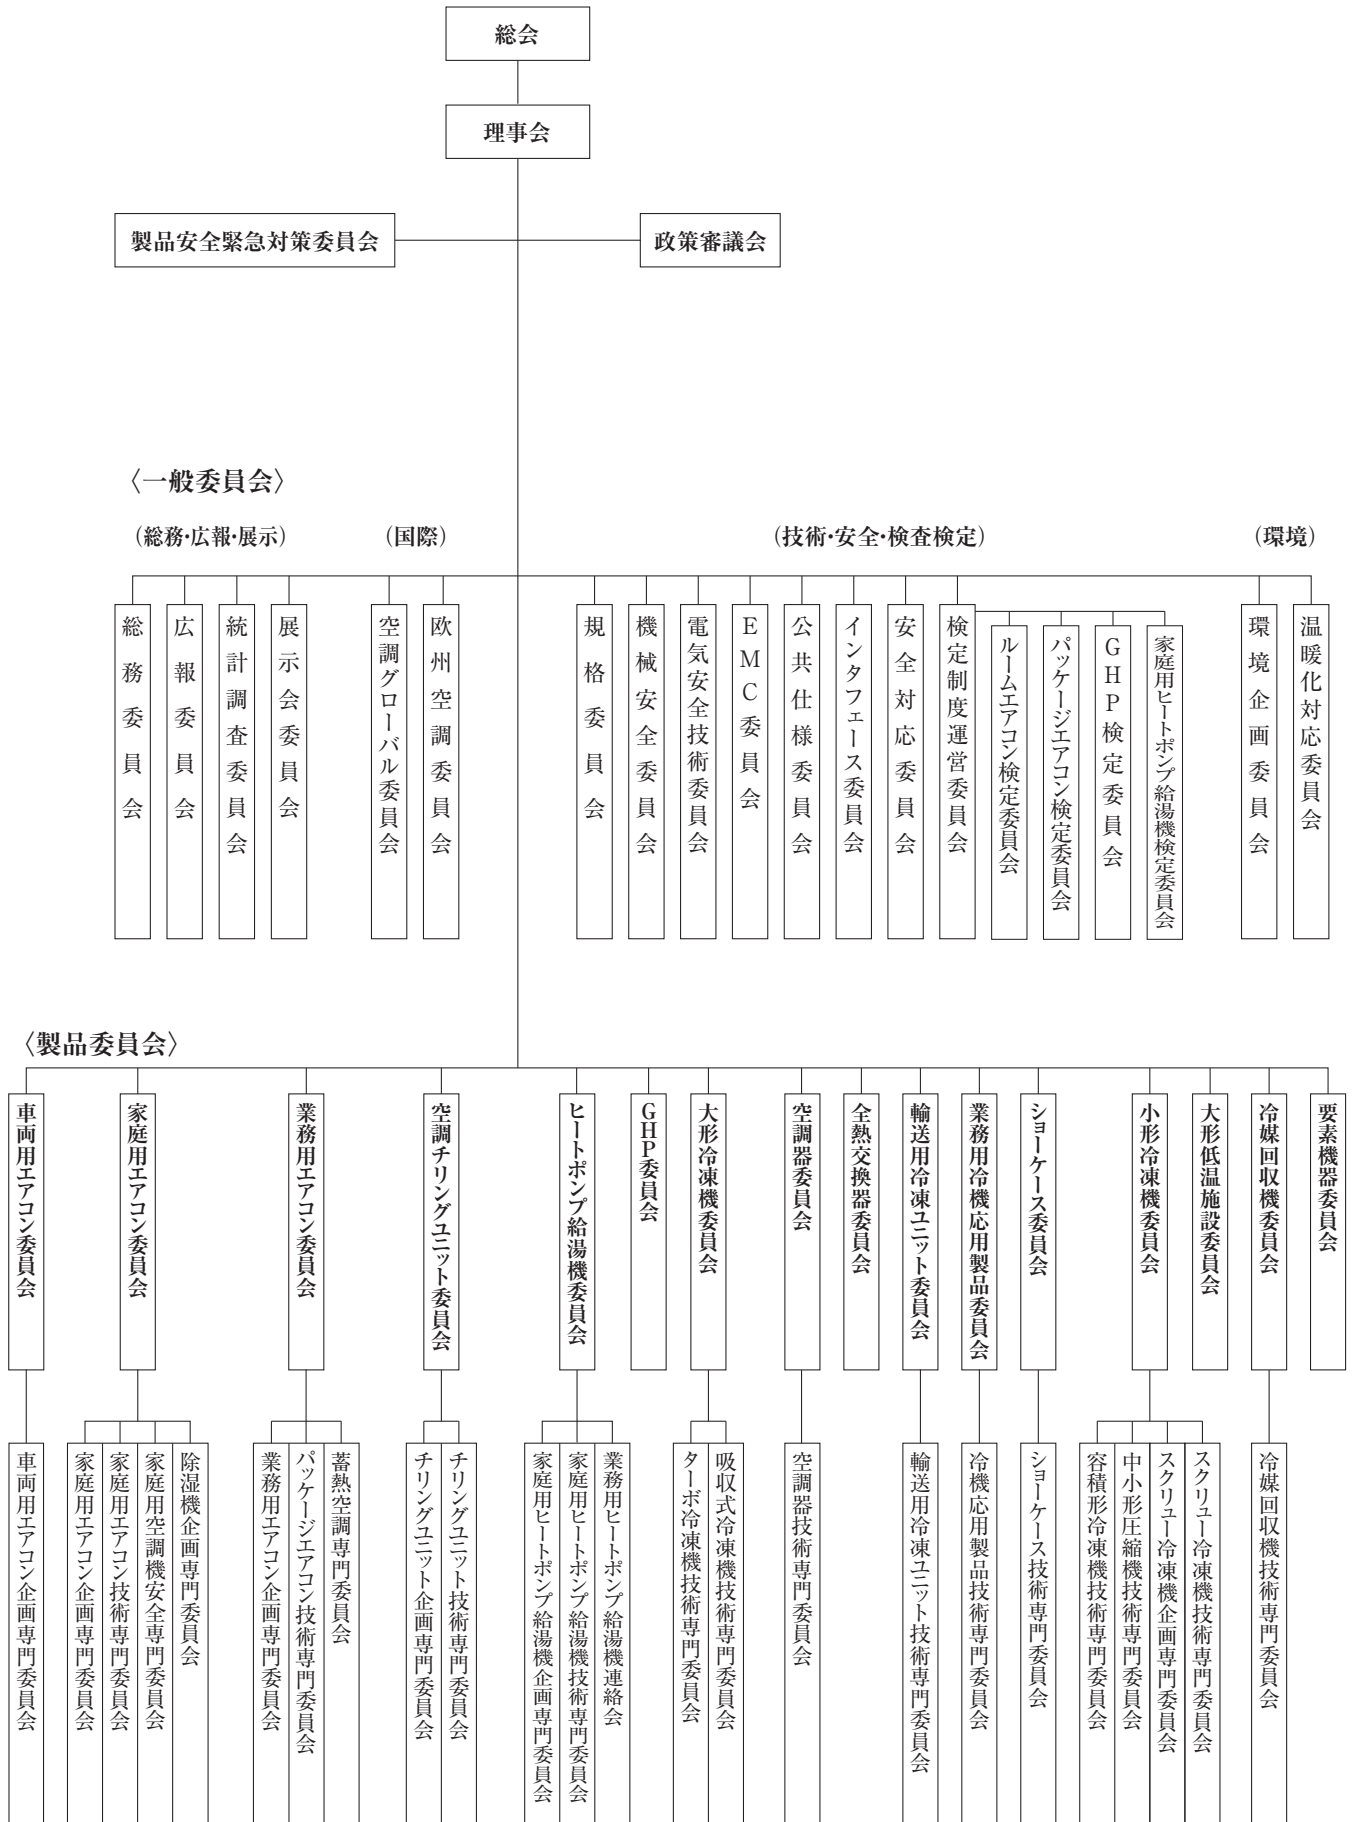 総会
理事会
製品安全緊急対策委員会
政策審議会
〈一般委員会〉
(総務・広報・展示)
(国際)
(技術・安全・検査検定)
(環境)
総務委員会
広報委員会
統計調査委員会
展示会委員会
空調グローバル委員会
欧州空調委員会
規格委員会
機械安全委員会
電気安全技術委員会
EMC委員会
公共仕様委員会
インタフェース委員会
安全対応委員会
検定制度運営委員会
ルームエアコン検定委員会
パッケージエアコン検定委員会
GHP検定委員会
家庭用ヒートポンプ給湯機検定委員会
環境企画委員会
温暖化対応委員会
〈製品委員会〉
車両用エアコン委員会
家庭用エアコン委員会
業務用エアコン委員会
空調チリングユニット委員会
ヒートポンプ給湯機委員会
GHP委員会
大形冷凍機委員会
空調器委員会
全熱交換器委員会
輸送用冷凍ユニット委員会
業務用冷機応用製品委員会
ショーケース委員会
小形冷凍機委員会
大形低温施設委員会
冷媒回収機委員会
要素機器委員会
車両用エアコン企画専門委員会
家庭用エアコン企画専門委員会
家庭用エアコン技術専門委員会
家庭用空調機安全専門委員会
除湿機企画専門委員会
業務用エアコン企画専門委員会
パッケージエアコン技術専門委員会
蓄熱空調専門委員会
チリングユニット企画専門委員会
チリングユニット技術専門委員会
家庭用ヒートポンプ給湯機企画専門委員会
家庭用ヒートポンプ給湯機技術専門委員会
業務用ヒートポンプ給湯機連絡会
ターボ冷凍機技術専門委員会
吸収式冷凍機技術専門委員会
空調器技術専門委員会
輸送用冷凍ユニット技術専門委員会
冷機応用製品技術専門委員会
ショーケース技術専門委員会
容積形冷凍機技術専門委員会
中小形圧縮機技術専門委員会
スクリュー冷凍機企画専門委員会
スクリュー冷凍機技術専門委員会
冷媒回収機技術専門委員会